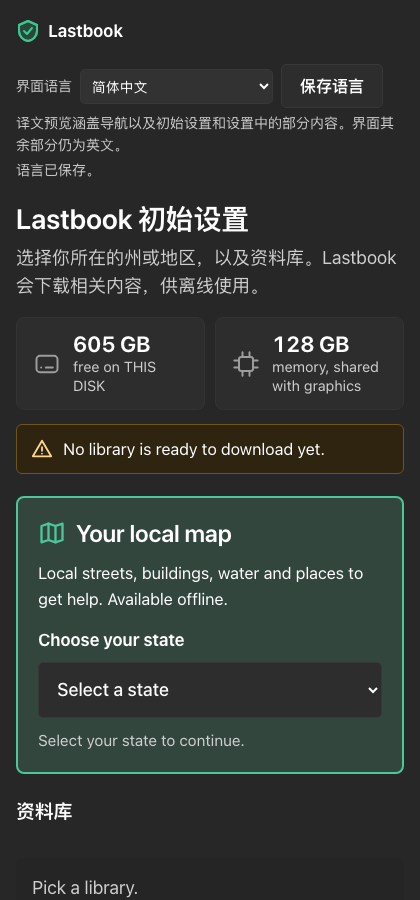 Lastbook
界面语言
简体中文
保存语言
译文预览涵盖导航以及初始设置和设置中的部分内容。界面其
余部分仍为英文。
语言已保存。
Lastbook 初始设置
选择你所在的州或地区，以及资料库。Lastbook
会下载相关内容，供离线使用。
605 GB
free on THIS
DISK
128 GB
memory, shared
with graphics
No library is ready to download yet.
Your local map
Local streets, buildings, water and places to
get help. Available offline.
Choose your state
Select a state
Select your state to continue.
资料库
Pick a library.